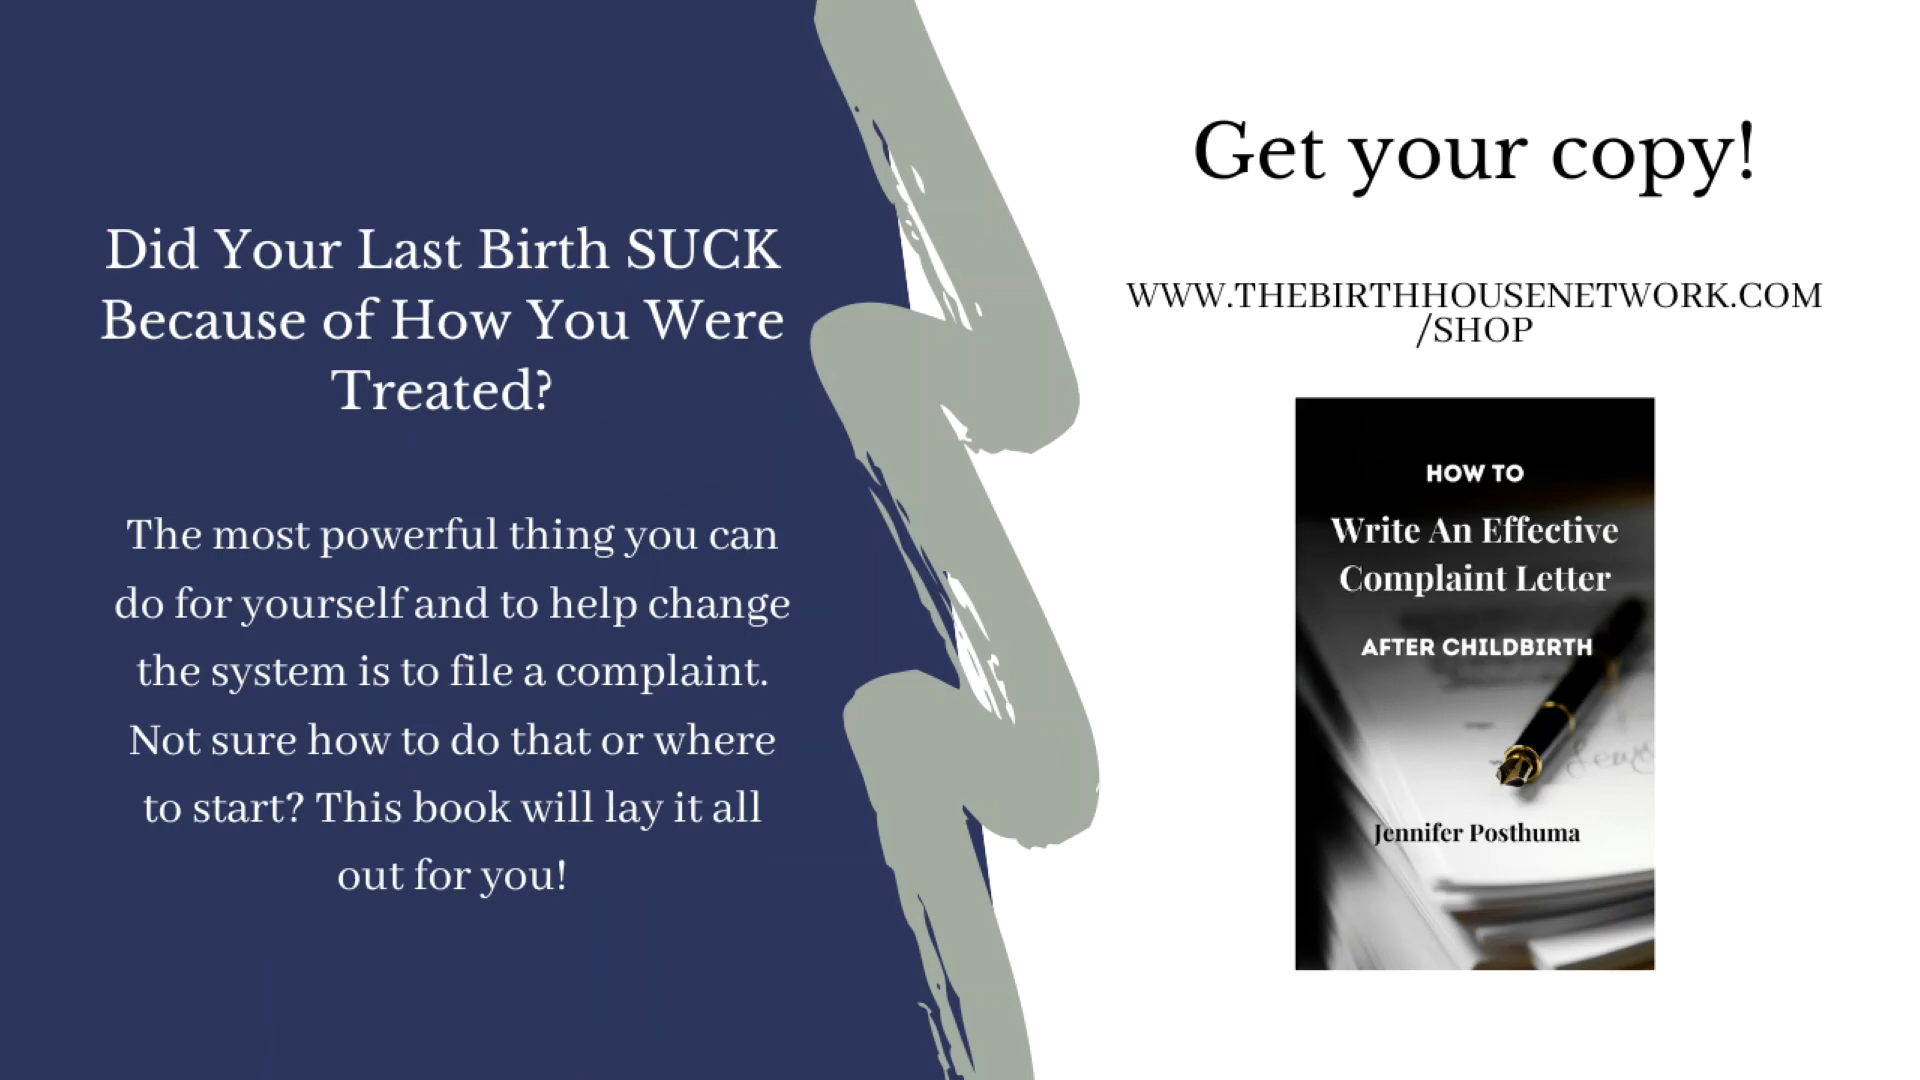 Did Your Last Birth SUCK
Because of How You Were
Treated?
The most powerful thing you can
do for yourself and to help change
the system is to file a complaint.
Not sure how to do that or where
to start? This book will lay it all
out for you!
Get your copy!
WWW.THEBIRTHHOUSENETWORK.COM
/SHOP
HOW TO
Write An Effective
Complaint Letter
AFTER CHILDBIRTH
Jennifer Posthuma